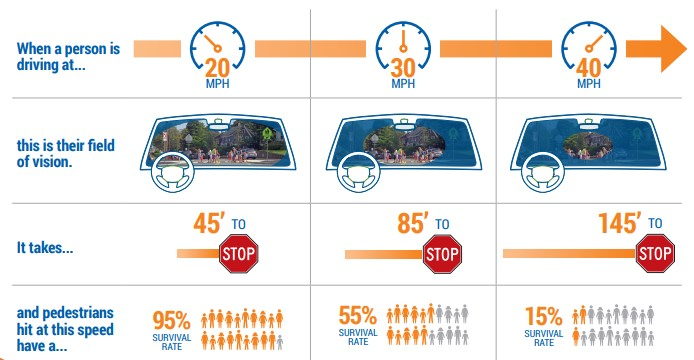 When a person is
driving at...
20
MPH
30
MPH
40
MPH
this is their field
of vision.
It takes...
45’ TO
STOP
85’ TO
STOP
145’ TO
STOP
and pedestrians
hit at this speed
have a...
95%
SURVIVAL
RATE
55%
SURVIVAL
RATE
15%
SURVIVAL
RATE